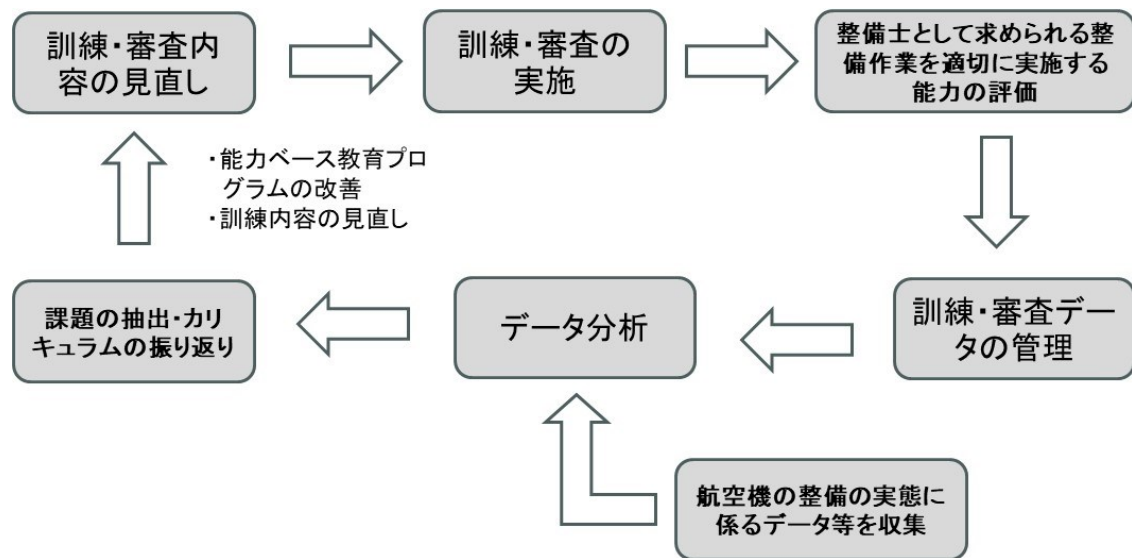 訓練・審査内
容の見直し
訓練・審査の
実施
整備士として求められる整
備作業を適切に実施する
能力の評価
・能力ベース教育プロ
グラムの改善
・訓練内容の見直し
課題の抽出・カリ
キュラムの振り返り
データ分析
訓練・審査デー
タの管理
航空機の整備の実態に
係るデータ等を収集